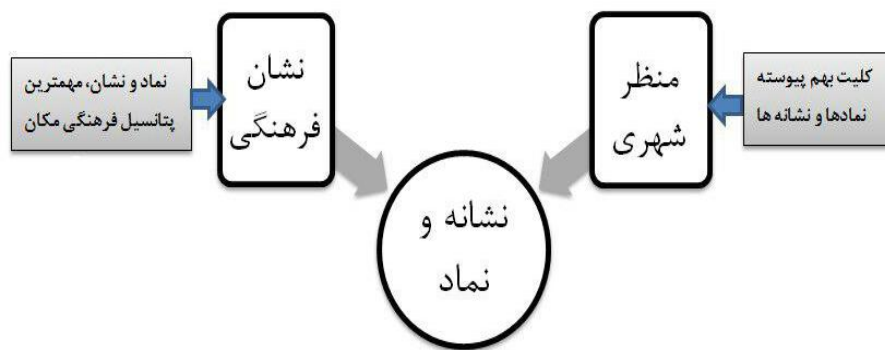 کلیت بهم پیوسته
نمادها و نشانه ها
منظر
شهری
نشان
فرهنگی
نماد و نشان، مهمترین
پتانسیل فرهنگی مکان
نشانه و
نماد